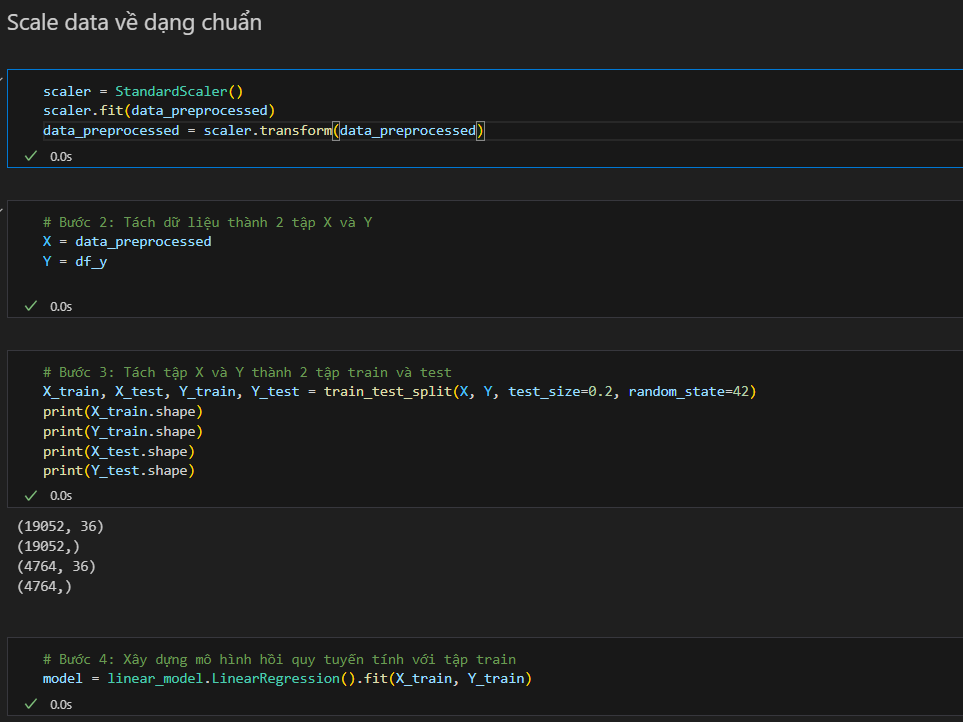 Scale data về dạng chuẩn
scaler = StandardScaler()
scaler.fit(data_preprocessed)
data_preprocessed = scaler.transform(data_preprocessed)
0.0s
# Bước 2: Tách dữ liệu thành 2 tập X và Y
X = data_preprocessed
Y = df_y
0.0s
# Bước 3: Tách tập X và Y thành 2 tập train và test
X_train, X_test, Y_train, Y_test = train_test_split(X, Y, test_size=0.2, random_state=42)
print(X_train.shape)
print(Y_train.shape)
print(X_test.shape)
print(Y_test.shape)
0.0s
(19052, 36)
(19052,)
(4764, 36)
(4764,)
# Bước 4: Xây dựng mô hình hồi quy tuyến tính với tập train
model = linear_model.LinearRegression().fit(X_train, Y_train)
0.0s